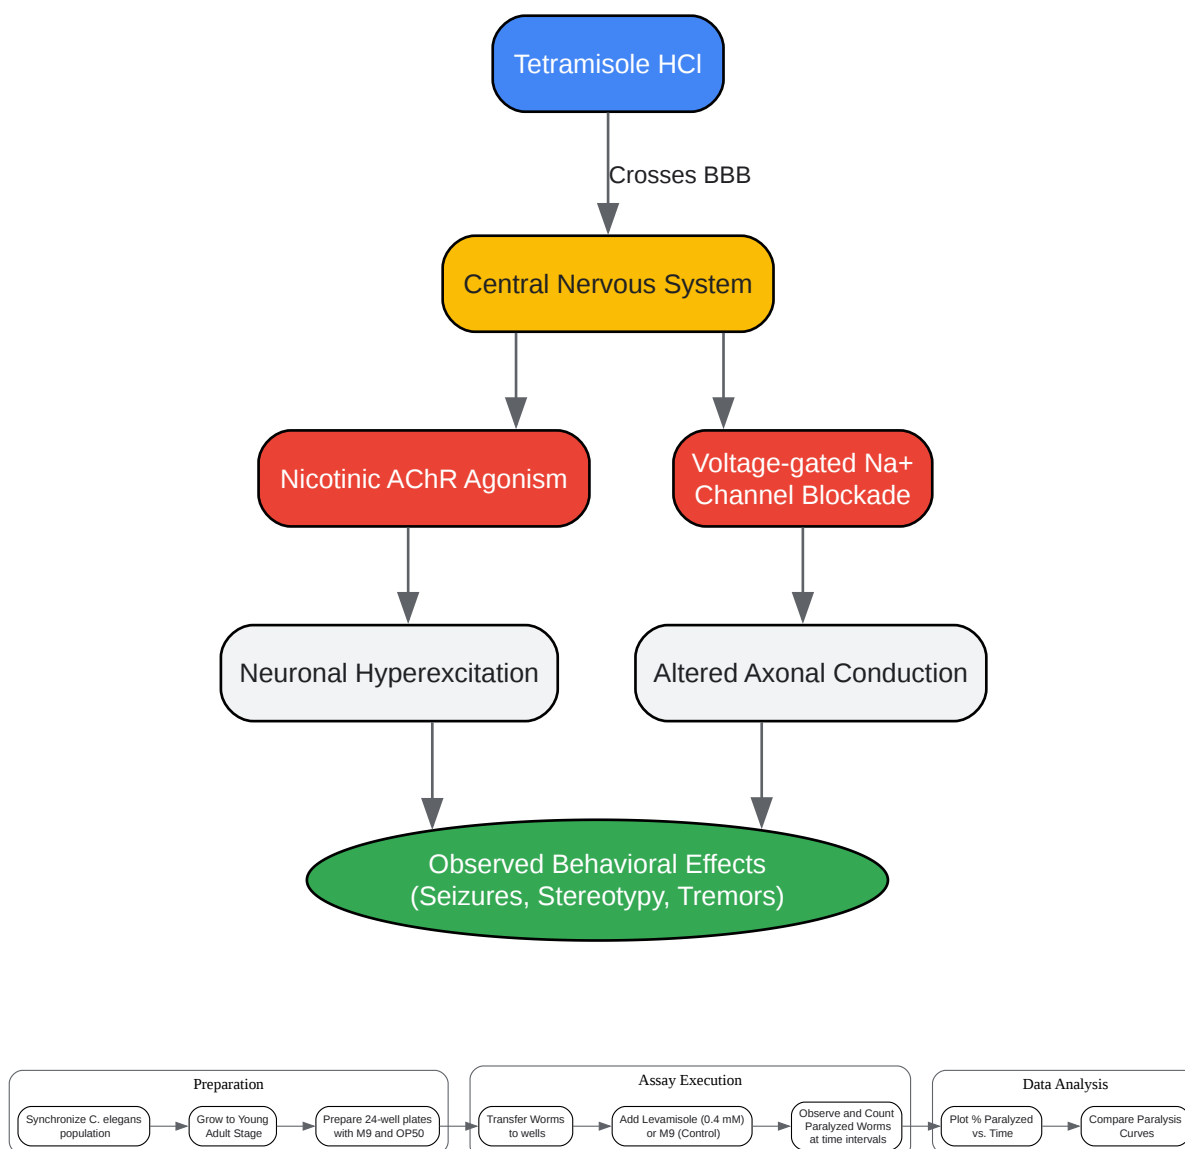 Tetramisole HCl
Crosses BBB
Central Nervous System
Nicotinic AChR Agonism
Voltage-gated Na+
Channel Blockade
Neuronal Hyperexcitation
Altered Axonal Conduction
Observed Behavioral Effects
(Seizures, Stereotypy, Tremors)
Preparation
Synchronize C. elegans
population
Grow to Young
Adult Stage
Prepare 24-well plates
with M9 and OP50
Assay Execution
Transfer Worms
to wells
Add Levamisole (0.4 mM)
or M9 (Control)
Observe and Count
Paralyzed Worms
at time intervals
Data Analysis
Plot % Paralyzed
vs. Time
Compare Paralysis
Curves